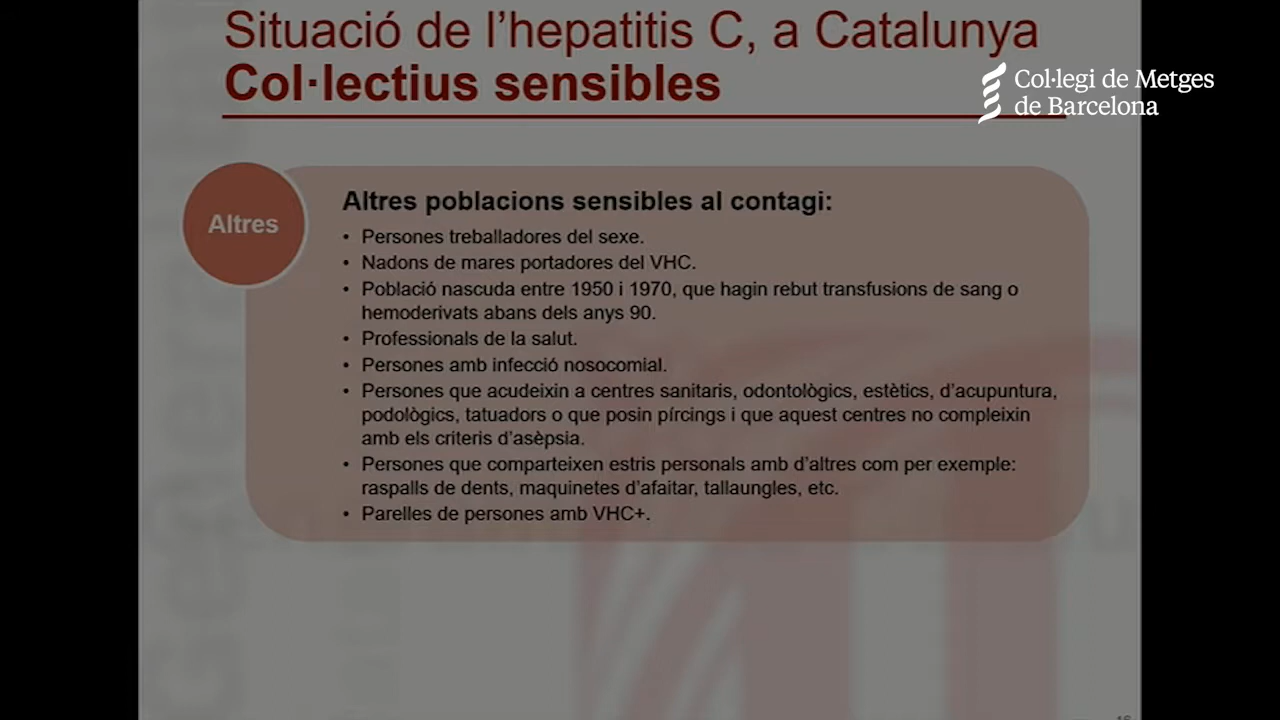 Situació de l'hepatitis C, a Catalunya
Col·lectius sensibles
Col·legi de Metges
de Barcelona
Altres
Altres poblacions sensibles al contagi:
• Persones treballadores del sexe.
• Nadons de mares portadores del VHC.
• Població nascuda entre 1950 i 1970, que hagin rebut transfusions de sang o
hemoderivats abans dels anys 90.
• Professionals de la salut.
• Persones amb infecció nosocomial.
• Persones que acudeixin a centres sanitaris, odontològics, estètics, d'acupuntura,
podològics, tatuadors o que posin pírcings i que aquest centres no compleixin
amb els criteris d'asèpsia.
• Persones que comparteixen estris personals amb d'altres com per exemple:
raspalls de dents, maquinetes d'afaitar, tallaungles, etc.
• Parelles de persones amb VHC+.